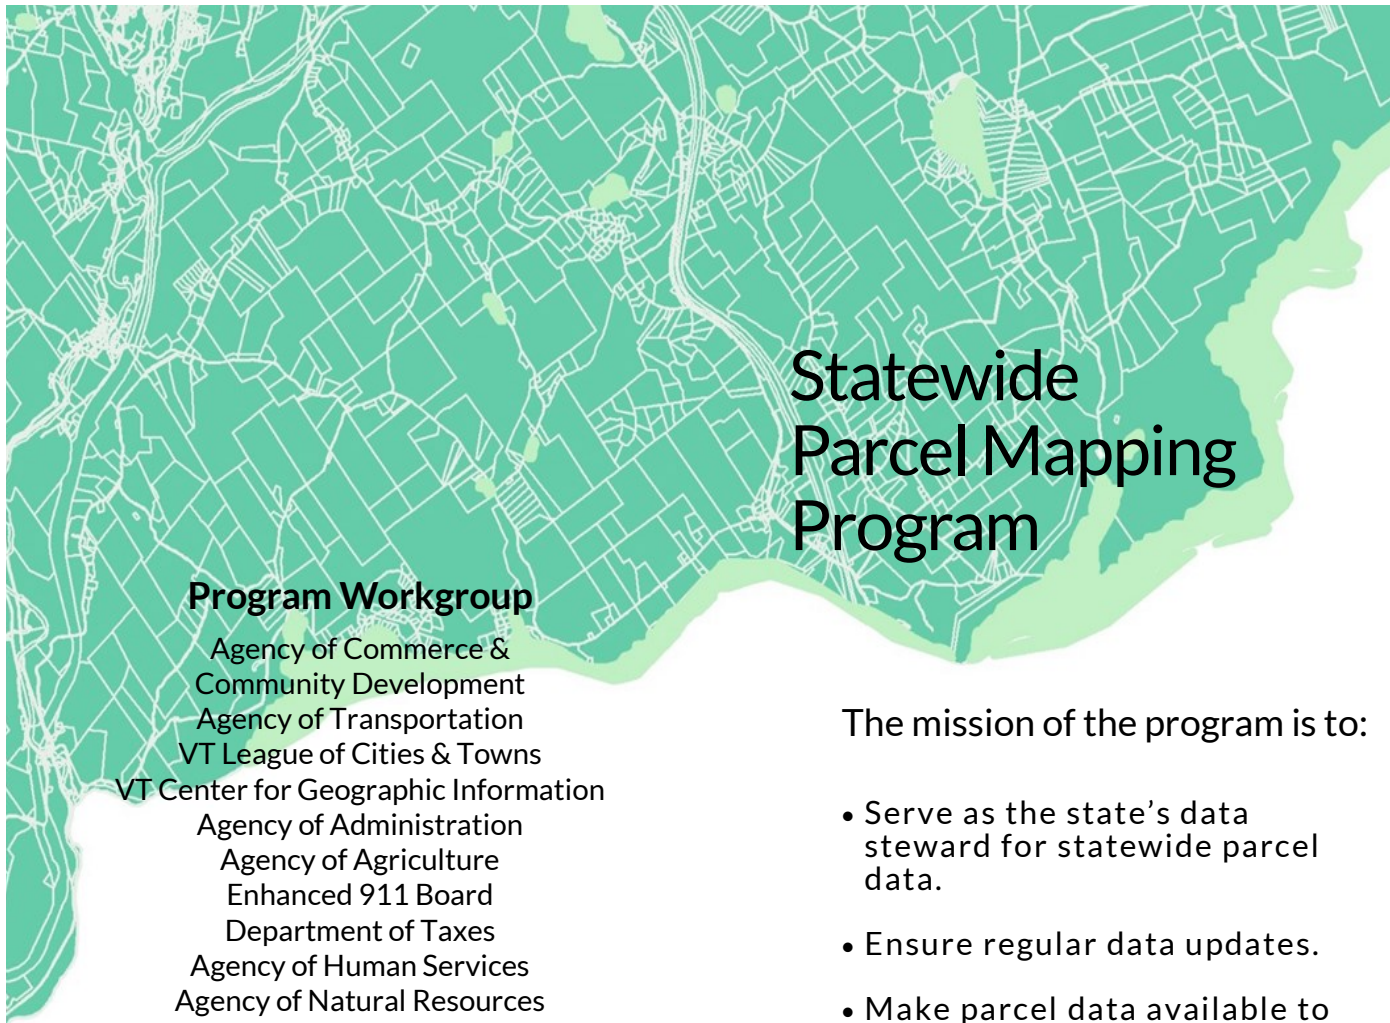 Statewide
Parcel Mapping
Program
Program Workgroup
Agency of Commerce &
Community Development
Agency of Transportation
VT League of Cities & Towns
VT Center for Geographic Information
Agency of Administration
Agency of Agriculture
Enhanced 911 Board
Department of Taxes
Agency of Human Services
Agency of Natural Resources
The mission of the program is to:
• Serve as the state’s data
steward for statewide parcel
data.
• Ensure regular data updates.
• Make parcel data available to